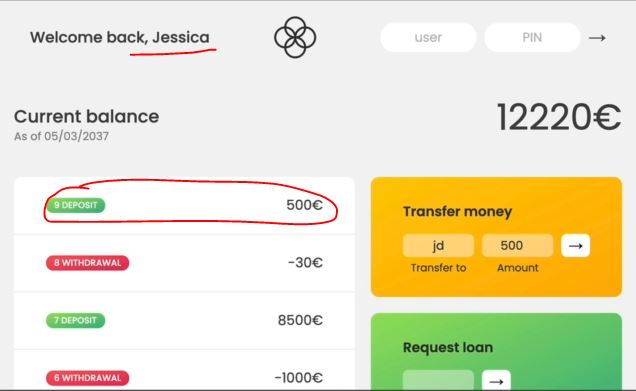 Welcome back, Jessica
user
PIN
→
Current balance
12220€
As of 05/03/2037
9 DEPOSIT 500€
8 WITHDRAWAL -30€
7 DEPOSIT 8500€
6 WITHDRAWAL -1000€
Transfer money
jd 500 →
Transfer to Amount
Request loan
→